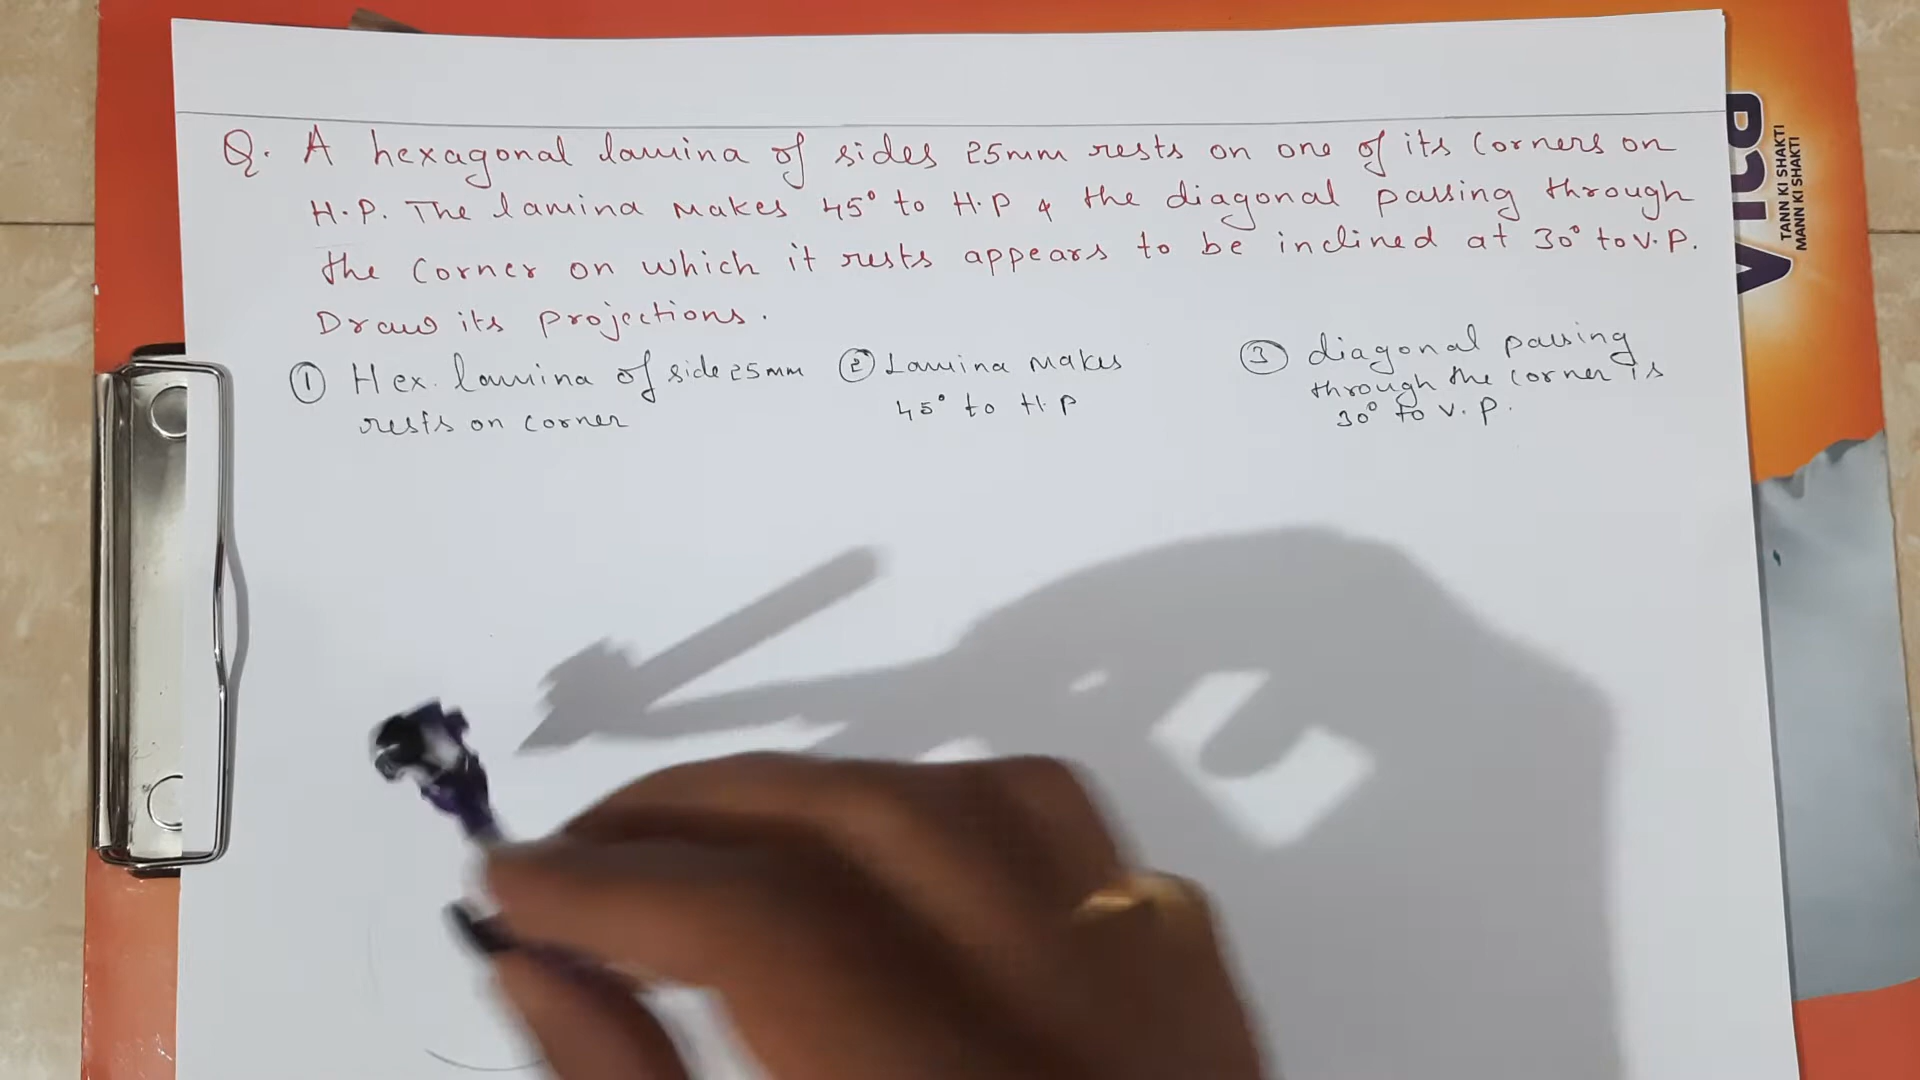 Q. A hexagonal lamina of sides 25mm rests on one of its corners on
H.P. The lamina makes 45° to H.P & the diagonal passing through
the corner on which it rests appears to be inclined at 30° to V.P.
Draw its projections.
① Hex. lamina of side 25mm
rests on corner
② Lamina makes
45° to H.P
③ diagonal passing
through the corner is
30° to V.P.
VITA
TANN KI SHAKTI
MANN KI SHAKTI